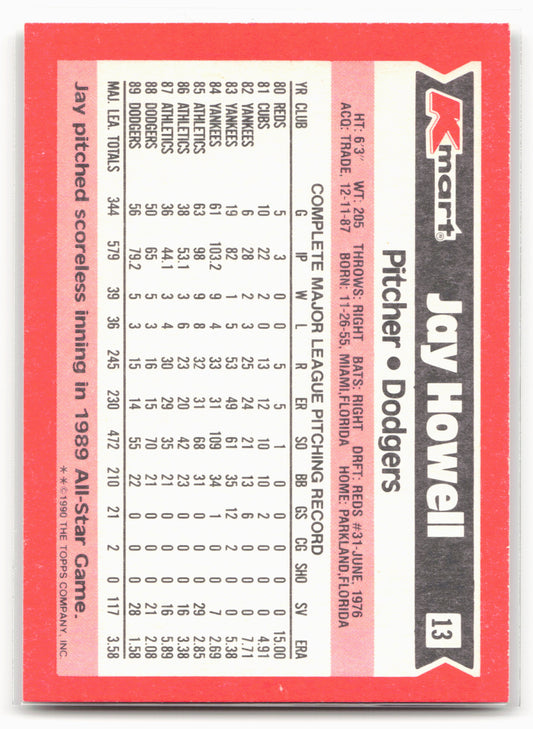 Kmart®
Jay Howell
13
Pitcher • Dodgers
HT: 6'3" WT: 205 THROWS: RIGHT BATS: RIGHT DRFT: REDS #31-JUNE, 1976
ACQ: TRADE, 12-11-87 BORN: 11-26-55, MIAMI, FLORIDA HOME: PARKLAND, FLORIDA
COMPLETE MAJOR LEAGUE PITCHING RECORD
YR CLUB G IP W L R ER SO BB GS CG SHO SV ERA
80 REDS 5 3 0 0 5 5 1 0 0 0 0 0 15.00
81 CUBS 10 22 2 0 13 12 10 10 2 0 0 0 4.91
82 YANKEES 6 28 2 3 25 24 21 13 6 0 0 0 7.71
83 YANKEES 19 82 1 5 53 49 61 35 12 2 0 0 5.38
84 YANKEES 61 103.2 9 4 33 31 109 34 1 0 0 7 2.69
85 ATHLETICS 63 98 9 8 32 31 68 31 0 0 0 29 2.85
86 ATHLETICS 38 53.1 3 6 23 20 42 23 0 0 0 16 3.38
87 ATHLETICS 36 44.1 3 4 30 29 35 21 0 0 0 16 5.89
88 DODGERS 50 65 5 3 16 15 70 21 0 0 0 21 2.08
89 DODGERS 56 79.2 5 3 15 14 55 22 0 0 0 28 1.58
MAJ. LEA. TOTALS 344 579 39 36 245 230 472 210 21 2 0 117 3.58
Jay pitched scoreless inning in 1989 All-Star Game.
**©1990 THE TOPPS COMPANY, INC.